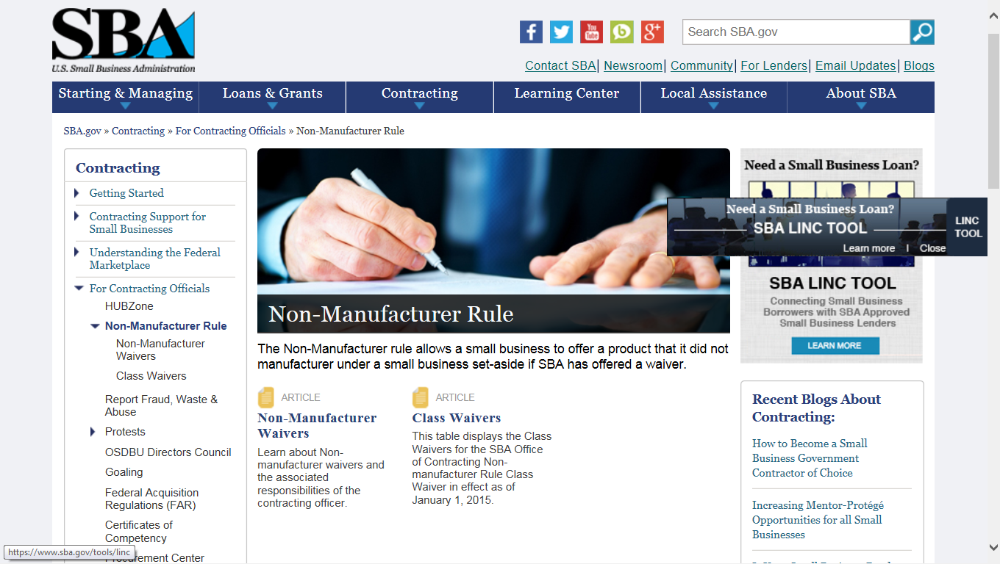 SBA
U.S. Small Business Administration
You
Tube
g+
Search SBA.gov
Contact SBA| Newsroom| Community| For Lenders| Email Updates| Blogs
Starting & Managing
Loans & Grants
Contracting
Learning Center
Local Assistance
About SBA
SBA.gov » Contracting » For Contracting Officials » Non-Manufacturer Rule
Contracting
Getting Started
Contracting Support for
Small Businesses
Understanding the Federal
Marketplace
For Contracting Officials
HUBZone
Non-Manufacturer Rule
Non-Manufacturer
Waivers
Class Waivers
Report Fraud, Waste &
Abuse
Protests
OSDBU Directors Council
Goaling
Federal Acquisition
Regulations (FAR)
Certificates of
Competency
Procurement Center
https://www.sba.gov/tools/linc
Non-Manufacturer Rule
The Non-Manufacturer rule allows a small business to offer a product that it did not
manufacturer under a small business set-aside if SBA has offered a waiver.
ARTICLE
Non-Manufacturer
Waivers
Learn about Non-
manufacturer waivers and
the associated
responsibilities of the
contracting officer.
ARTICLE
Class Waivers
This table displays the Class
Waivers for the SBA Office
of Contracting Non-
manufacturer Rule Class
Waiver in effect as of
January 1, 2015.
Need a Small Business Loan?
Need a Small Business Loan?
SBA LINC TOOL
Learn more | Close
LINC
TOOL
SBA LINC TOOL
Connecting Small Business
Borrowers with SBA Approved
Small Business Lenders
LEARN MORE
Recent Blogs About
Contracting:
How to Become a Small
Business Government
Contractor of Choice
Increasing Mentor-Protégé
Opportunities for all Small
Businesses